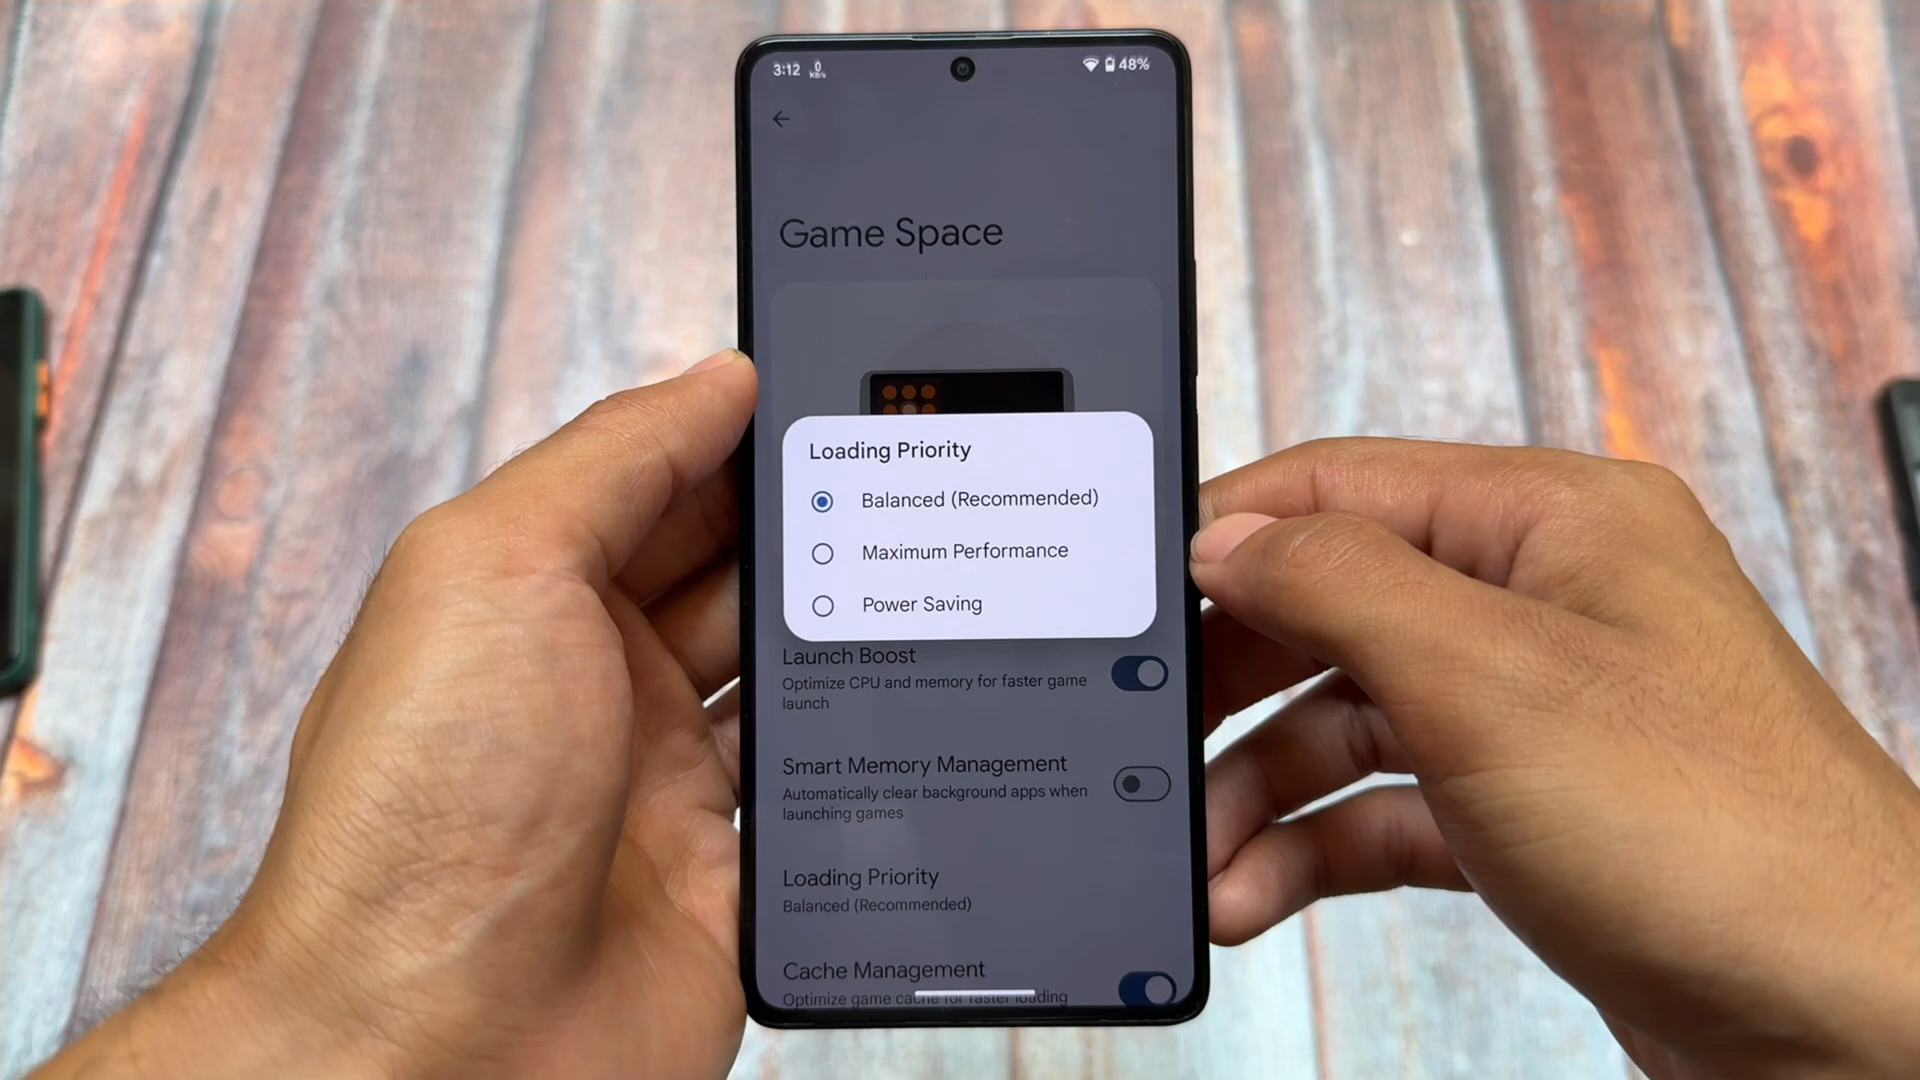 3:12 0 KB/s 48%
Game Space
Loading Priority
Balanced (Recommended)
Maximum Performance
Power Saving
Launch Boost
Optimize CPU and memory for faster game
launch
Smart Memory Management
Automatically clear background apps when
launching games
Loading Priority
Balanced (Recommended)
Cache Management
Optimize game cache for faster loading